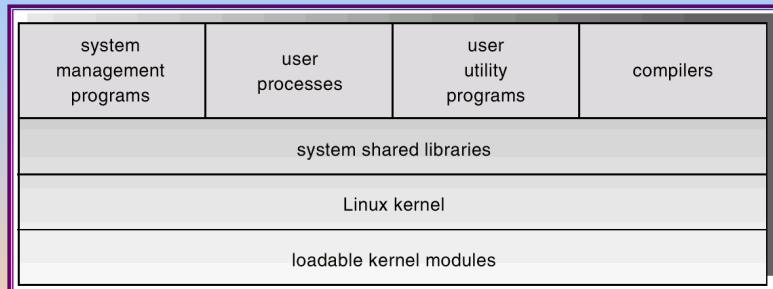 system
management
programs
user
processes
user
utility
programs
compilers
system shared libraries
Linux kernel
loadable kernel modules